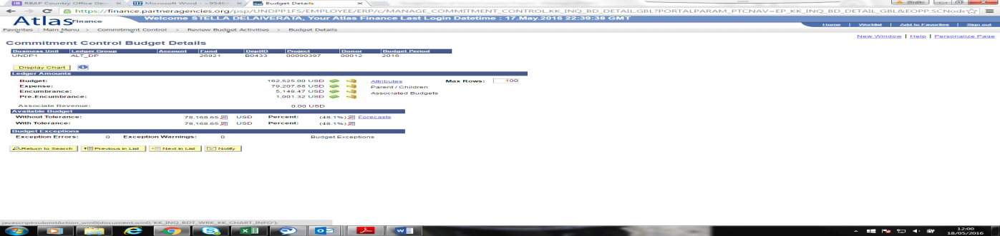 RBAP Country Office Ger Microsoft Word - ~9946 Budget Details
https://finance.partneragencies.org/psp/UNDPP1FS/EMPLOYEE/ERP/c/MANAGE_COMMITMENT_CONTROL.KK_INQ_BD_DETAIL.GBL?PORTALPARAM_PTCNAV=EP_KK_INQ_BD_DETAIL_GBL&EOPP.SCNode
Atlas Finance Welcome STELLA DELAIVERATA, Your Atlas Finance Last Login Datetime : 17.May.2016 22:39:38 GMT
Home | Worklist | Add to Favorites | Sign out
Favorites | Main Menu > Commitment Control > Review Budget Activities > Budget Details
New Window | Help | Personalize Page
Commitment Control Budget Details
Business Unit Ledger Group Account Fund DeptID Project Donor Budget Period
UNDP1 ALT_DP 26921 B0433 00090397 00012 2016
Display Chart
Ledger Amounts
Budget: 162,525.00 USD Attributes Max Rows: 100
Expense: 79,207.88 USD Parent / Children
Encumbrance: 5,148.47 USD Associated Budgets
Pre-Encumbrance: 1,001.32 USD
Associate Revenue: 0.00 USD
Available Budget
Without Tolerance: 78,168.65 USD Percent: (48.1%) Forecasts
With Tolerance: 78,168.65 USD Percent: (48.1%)
Budget Exceptions
Exception Errors: 0 Exception Warnings: 0 Budget Exceptions
Return to Search Previous in List Next in List Notify
javascript:submitAction_win0(document.win0,'KK_INQ_BDT_WRK_KK_CHART_INFO');
12:00
18/05/2016